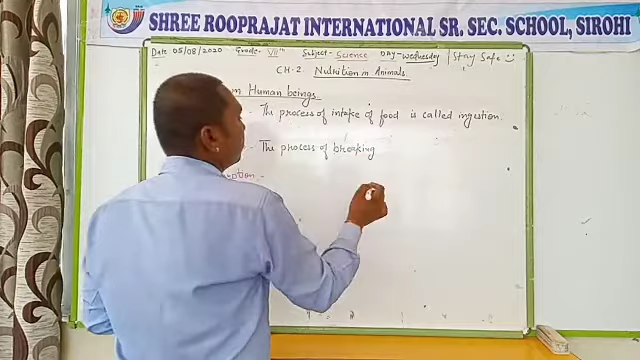 SHREE ROOPRAJAT INTERNATIONAL SR. SEC. SCHOOL, SIROHI
Date 05/08/2020 Grade- VIIth Subject- Science Day- Wednesday | Stay Safe
CH-2. Nutrition in Animals.
in Human beings.
- The process of intake of food is called ingestion.
- The process of breaking